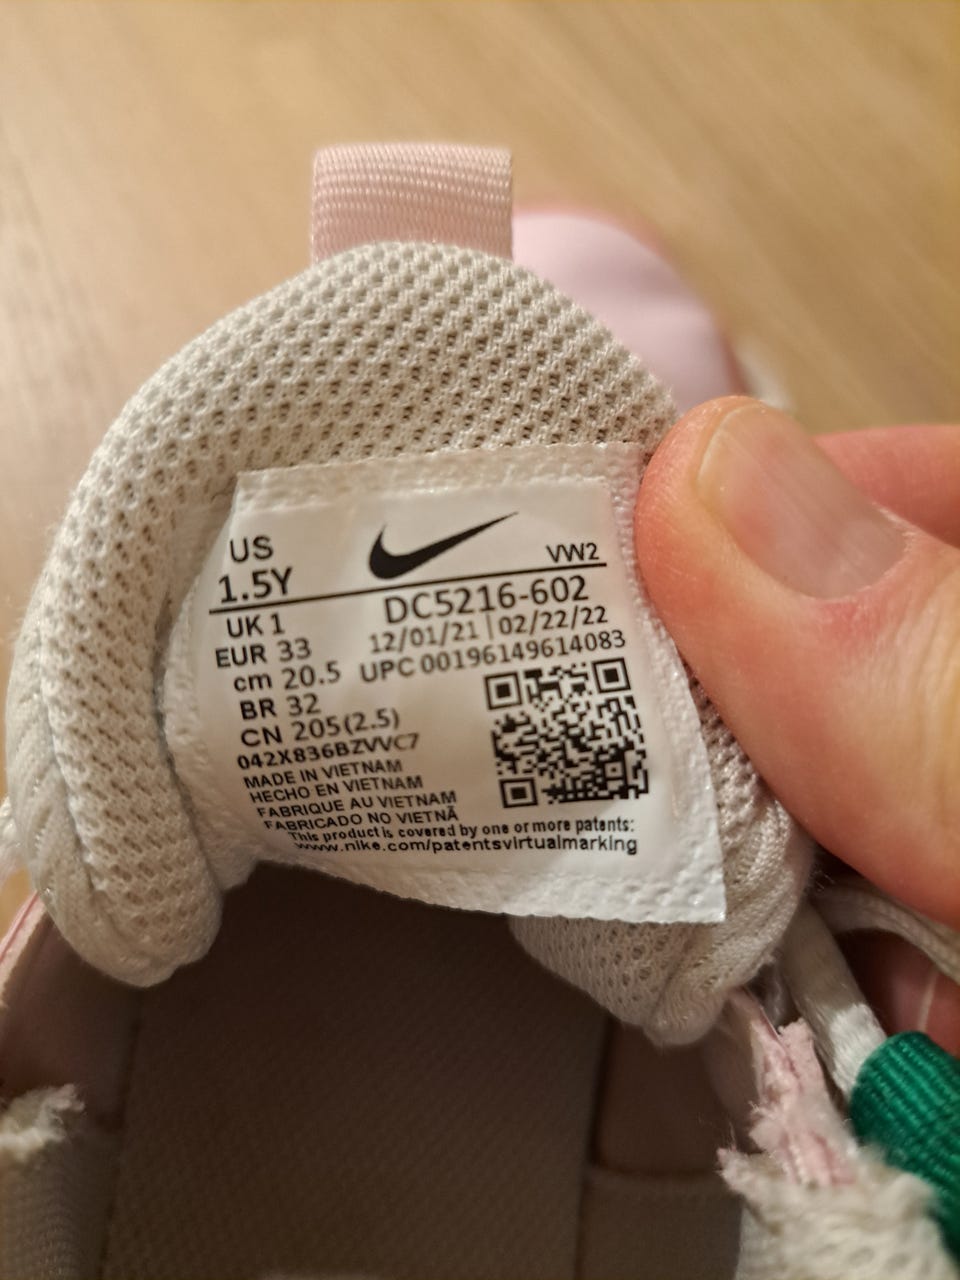 US
1.5Y
VW2
UK 1
EUR 33
cm 20.5
BR 32
CN 205(2.5)
DC5216-602
12/01/21 | 02/22/22
UPC 00196149614083
042X836BZVVC7
MADE IN VIETNAM
HECHO EN VIETNAM
FABRIQUE AU VIETNAM
FABRICADO NO VIETNÃ
This product is covered by one or more patents:
www.nike.com/patentsvirtualmarking